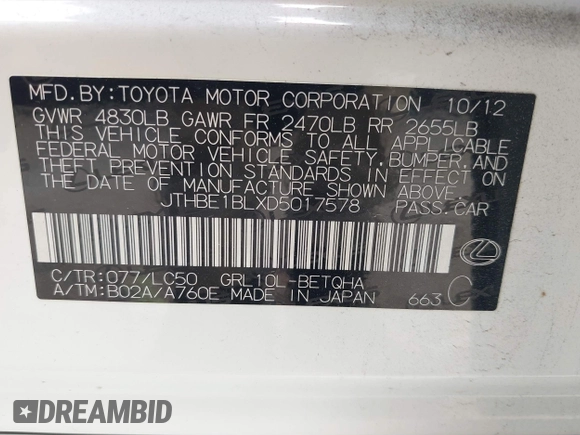 MFD.BY:TOYOTA MOTOR CORPORATION 10/12
GVWR 4830LB GAWR FR 2470LB RR 2655LB
THIS VEHICLE CONFORMS TO ALL APPLICABLE
FEDERAL MOTOR VEHICLE SAFETY,BUMPER,AND
THEFT PREVENTION STANDARDS IN EFFECT ON
THE DATE OF MANUFACTURE SHOWN ABOVE.
JTHBE1BLXD5017578 PASS.CAR
C/TR:077/LC50 GRL10L-BETQHA
A/TM:B02A/A760E MADE IN JAPAN 663
DREAMBID